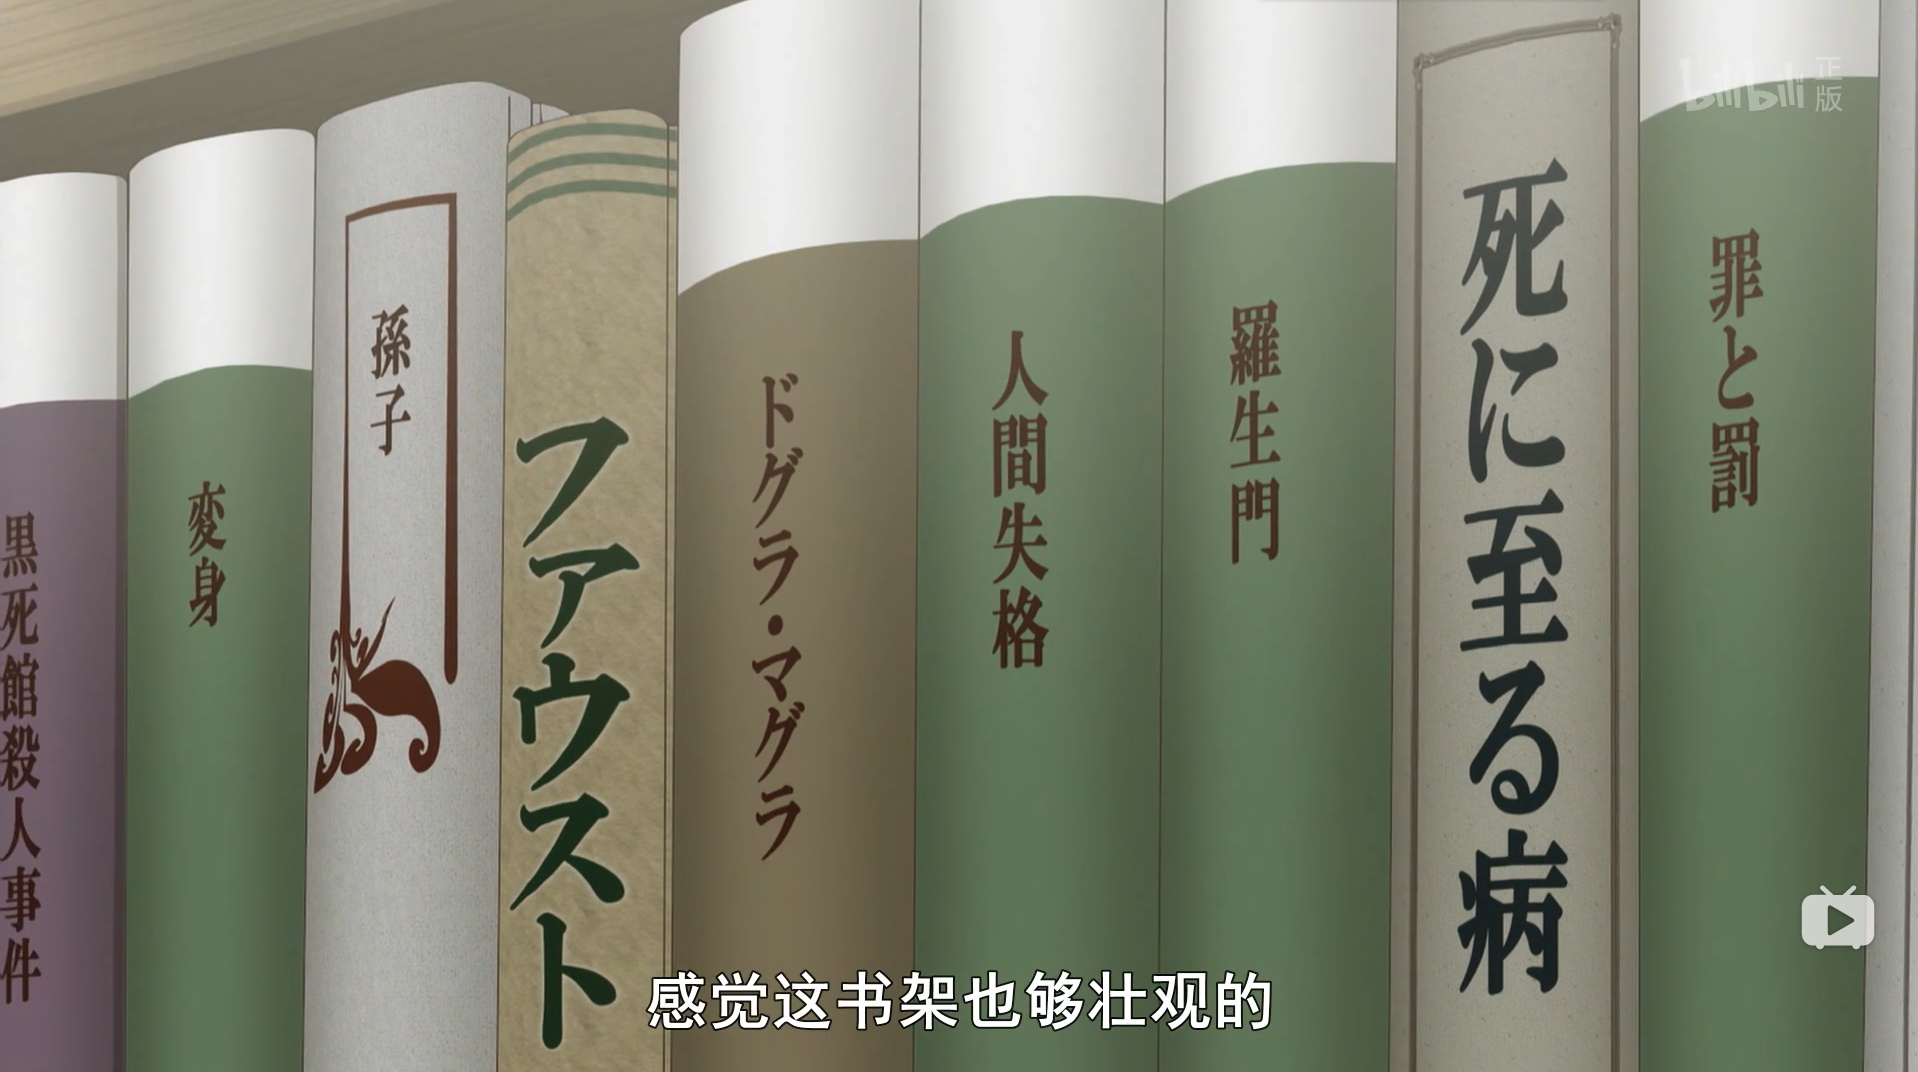 黒死館殺人事件
変身
孫子
ファウスト
ドグラ・マグラ
人間失格
羅生門
死に至る病
罪と罰
bilibili 正版
感觉这书架也够壮观的